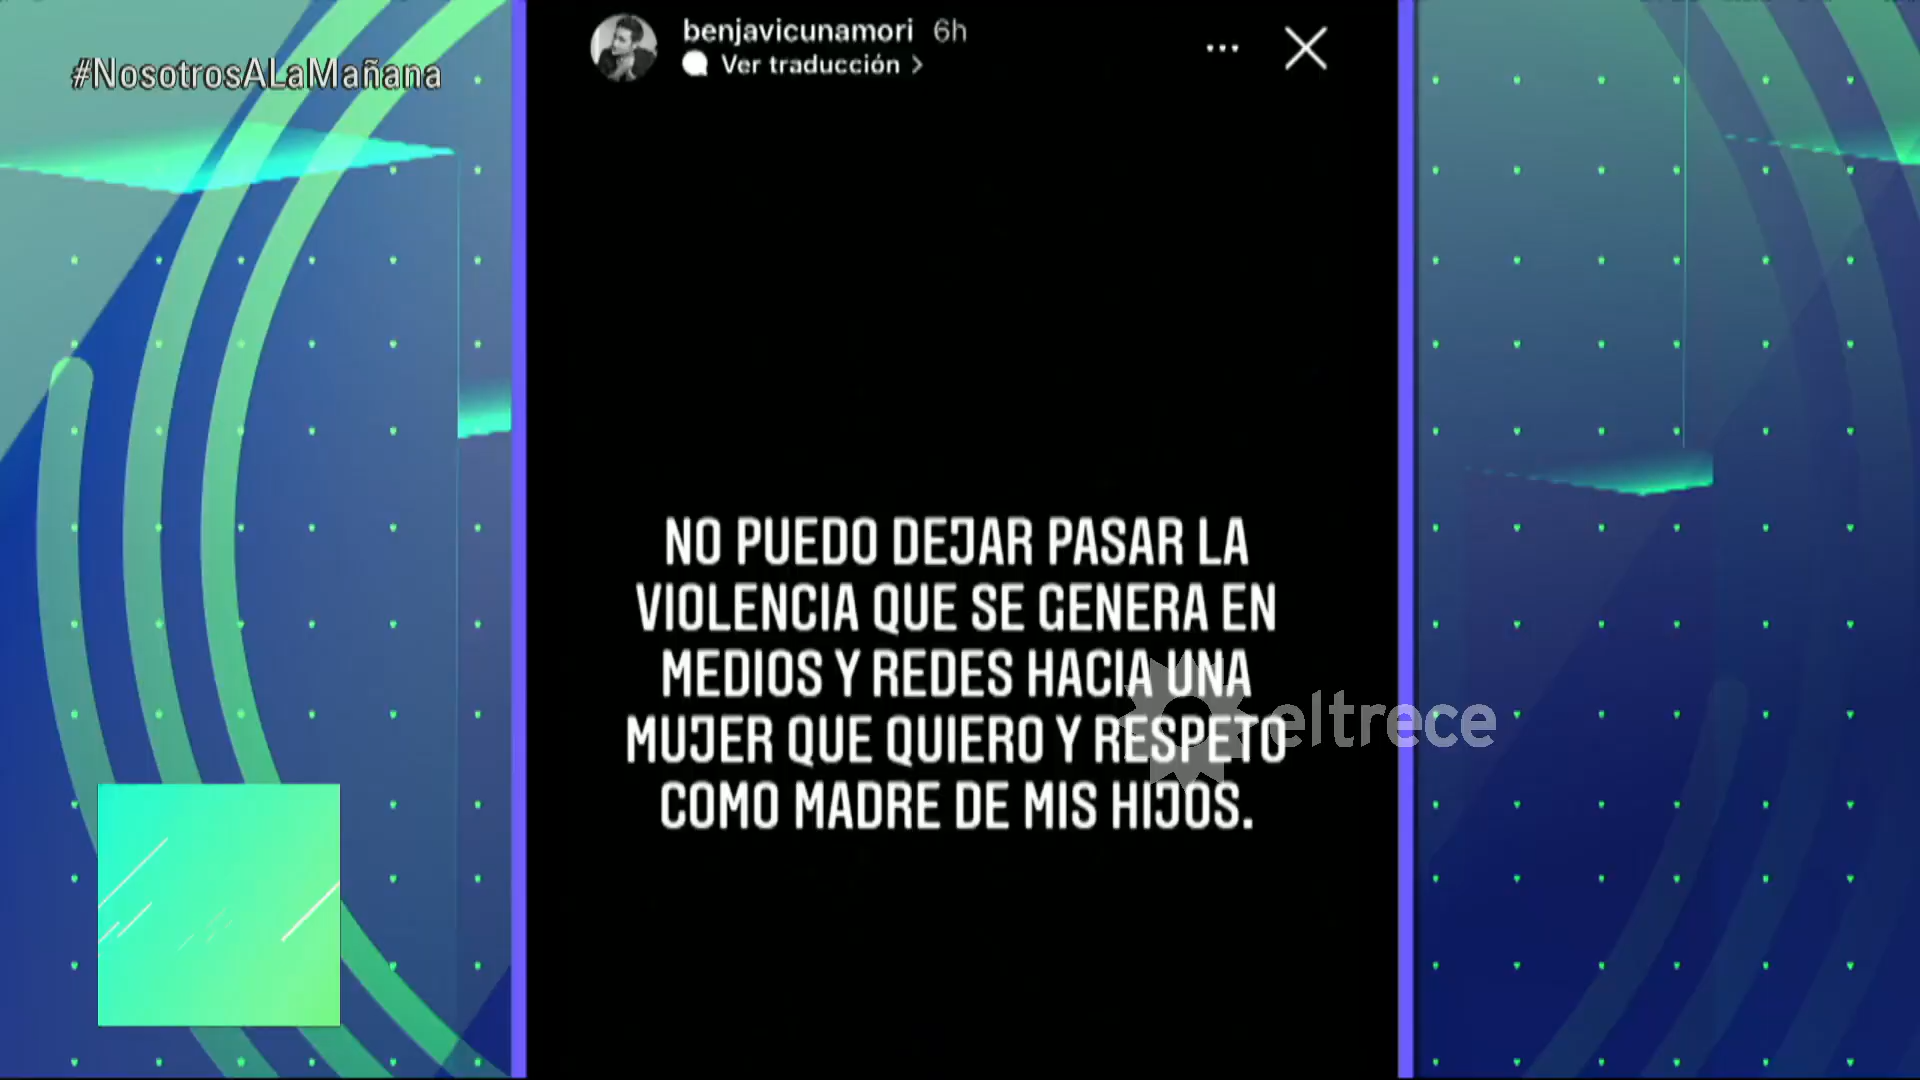 #NosotrosALaMañana
benjavicunamori 6h
Ver traducción >
NO PUEDO DEJAR PASAR LA
VIOLENCIA QUE SE GENERA EN
MEDIOS Y REDES HACIA UNA
MUJER QUE QUIERO Y RESPETO
COMO MADRE DE MIS HIJOS.
eltrece